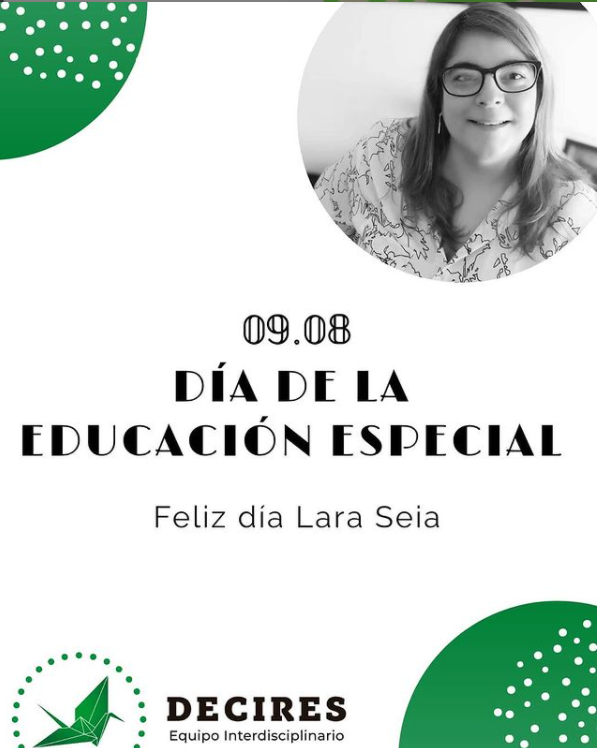 09.08
DÍA DE LA
EDUCACIÓN ESPECIAL
Feliz día Lara Seia
DECIRES
Equipo Interdisciplinario